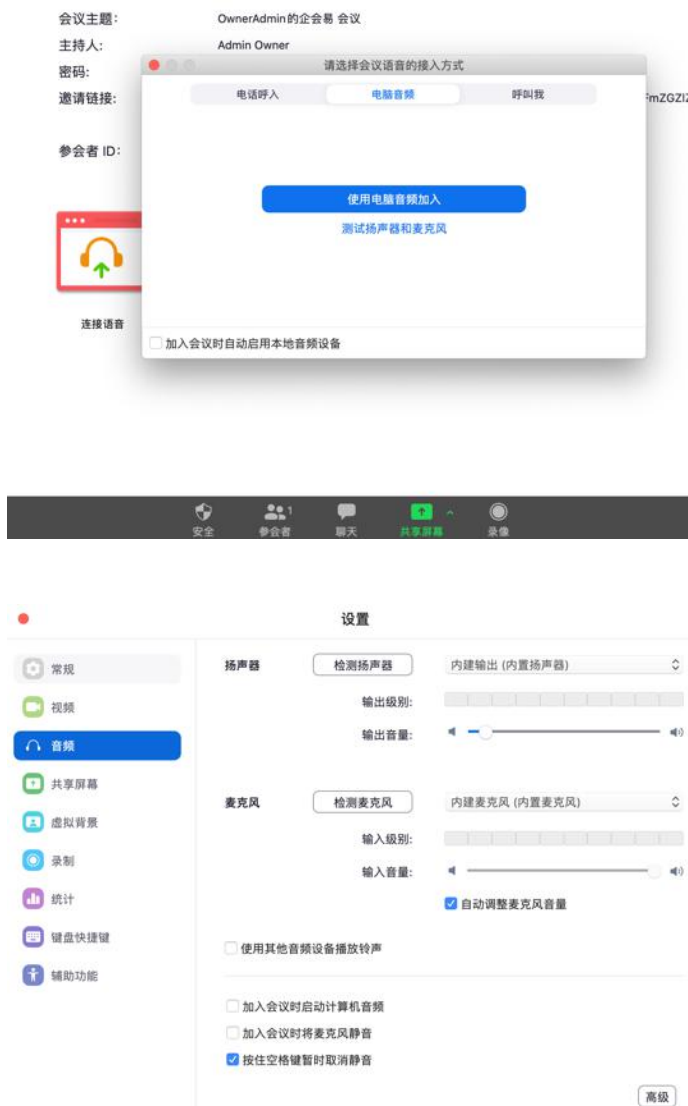 会议主题： OwnerAdmin的企会易 会议
主持人： Admin Owner
密码：
请选择会议语音的接入方式
邀请链接：
电话呼入 电脑音频 呼叫我
参会者 ID：
使用电脑音频加入
测试扬声器和麦克风
连接语音
加入会议时自动启用本地音频设备
1
安全 参会者 聊天 共享屏幕 录像
设置
常规
视频
音频
共享屏幕
虚拟背景
录制
统计
键盘快捷键
辅助功能
扬声器 检测扬声器 内建输出 (内置扬声器)
输出级别:
输出音量:
麦克风 检测麦克风 内建麦克风 (内置麦克风)
输入级别:
输入音量:
自动调整麦克风音量
使用其他音频设备播放铃声
加入会议时启动计算机音频
加入会议时将麦克风静音
按住空格键暂时取消静音
高级